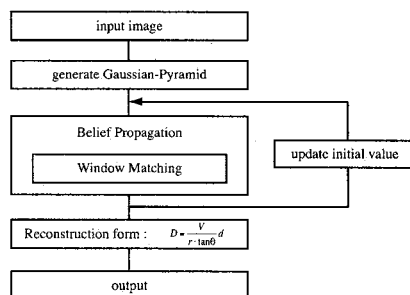 input image
generate Gaussian-Pyramid
Belief Propagation
Window Matching
update initial value
Reconstruction form : D = V / r · tanθ d
output